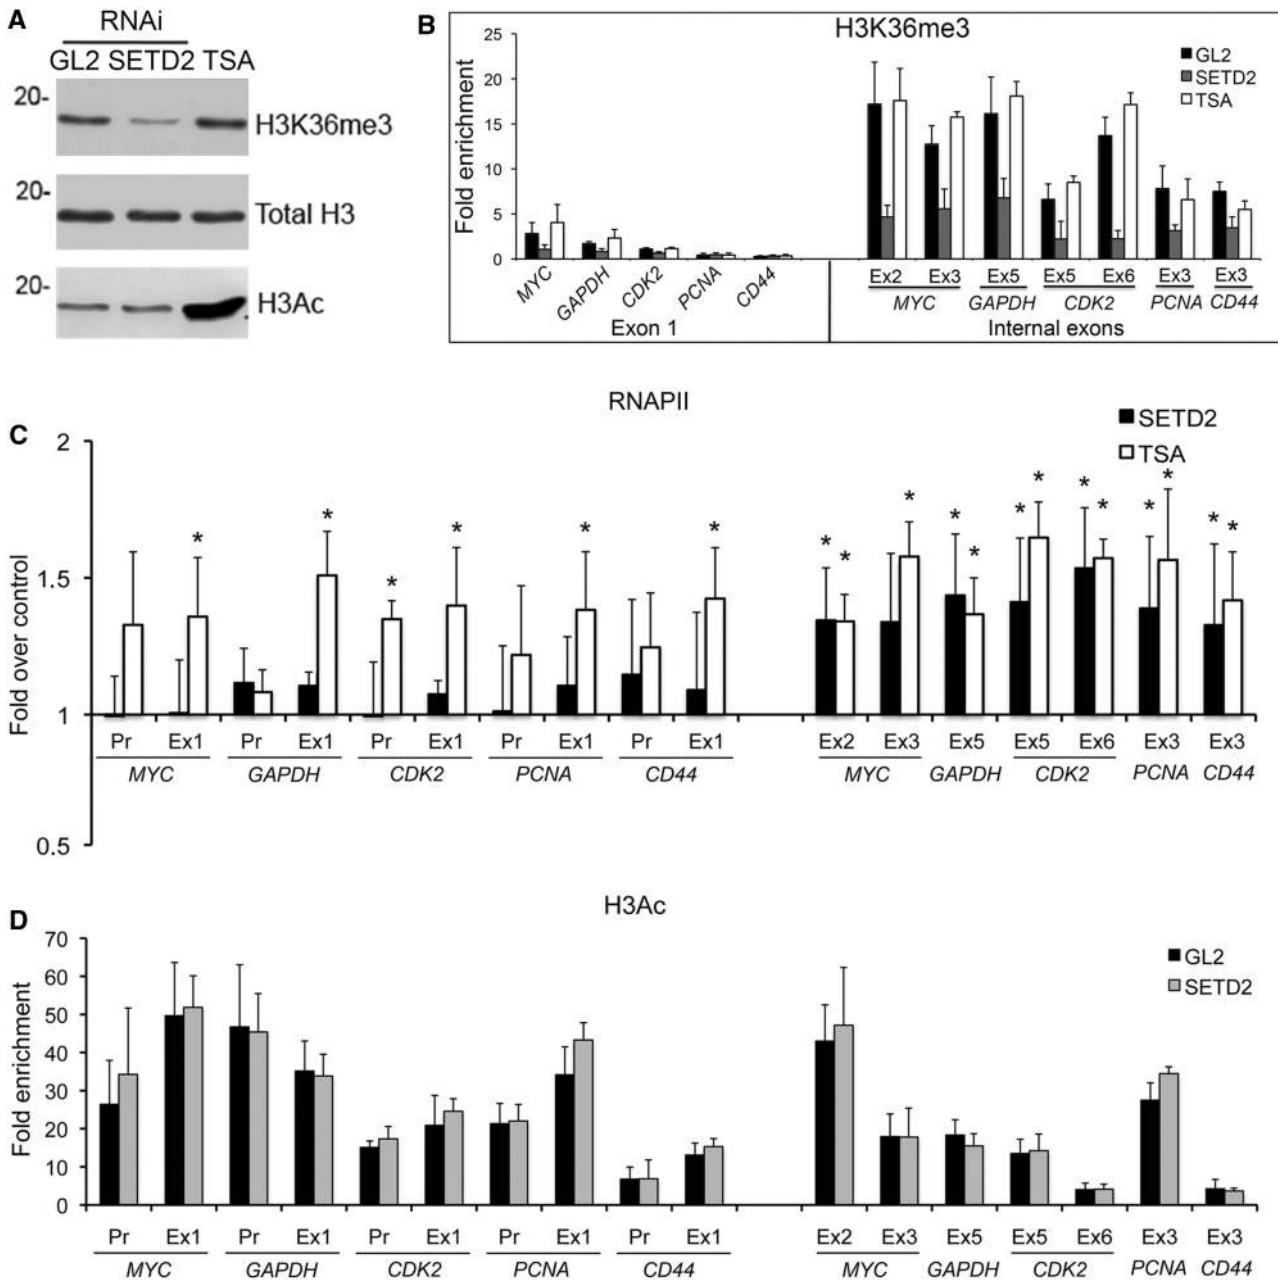 A
RNAi
GL2 SETD2 TSA
20-
H3K36me3
20-
Total H3
20-
H3Ac
B
H3K36me3
GL2
SETD2
TSA
Fold enrichment
25
20
15
10
5
0
MYC GAPDH CDK2 PCNA CD44
Ex2 Ex3 Ex5 Ex5 Ex6 Ex3 Ex3
MYC GAPDH CDK2 PCNA CD44
Exon 1 Internal exons
C
RNAPII
SETD2
TSA
Fold over control
2
1.5
1
0.5
* * * * * * * * * * * * * * * * * *
Pr Ex1 Pr Ex1 Pr Ex1 Pr Ex1 Pr Ex1 Ex2 Ex3 Ex5 Ex5 Ex6 Ex3 Ex3
MYC GAPDH CDK2 PCNA CD44 MYC GAPDH CDK2 PCNA CD44
D
H3Ac
GL2
SETD2
Fold enrichment
70
60
50
40
30
20
10
0
Pr Ex1 Pr Ex1 Pr Ex1 Pr Ex1 Pr Ex1 Ex2 Ex3 Ex5 Ex5 Ex6 Ex3 Ex3
MYC GAPDH CDK2 PCNA CD44 MYC GAPDH CDK2 PCNA CD44